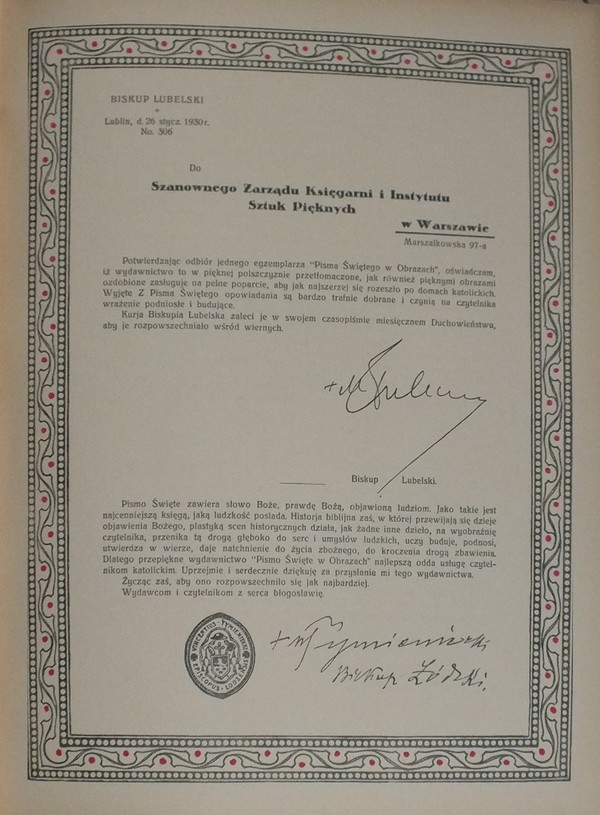 BISKUP LUBELSKI
+
Lublin, d. 26 stycz. 1930 r.
No. 306
Do
Szanownego Zarządu Księgarni i Instytutu
Sztuk Pięknych
w Warszawie
Marszałkowska 97-a
Potwierdzając odbiór jednego egzemplarza "Pisma Świętego w Obrazach", oświadczam,
iż wydawnictwo to w pięknej polszczyznie przetłomaczone, jak również pięknymi obrazami
ozdobione zasługuje na pełne poparcie, aby jak najszerzej się rozeszło po domach katolickich.
Wyjęte Z Pisma Świętego opowiadania są bardzo trafnie dobrane i czynią na czytelnika
wrażenie podniosłe i budujące.
Kurja Biskupia Lubelska zaleci je w swojem czasopiśmie miesięcznem Duchowieństwu,
aby je rozpowszechniało wśród wiernych.
Biskup Lubelski.
Pismo Święte zawiera słowo Boże, prawdę Bożą, objawioną ludziom. Jako takie jest
najcenniejszą księgą, jaką ludzkość posiada. Historja biblijna zaś, w której przewijają się dzieje
objawienia Bożego, plastyką scen historycznych działa, jak żadne inne dzieło, na wyobraźnię
czytelnika, przenika tą drogą głęboko do serc i umysłów ludzkich, uczy buduje, podnosi,
utwierdza w wierze, daje natchnienie do życia zbożnego, do kroczenia drogą zbawienia.
Dlatego przepiękne wydawnictwo "Pismo Święte w Obrazach" najlepszą odda usługę czytel-
nikom katolickim. Uprzejmie i serdecznie dziękuję za przysłanie mi tego wydawnictwa.
Życząc zaś, aby ono rozpowszechniło się jak najbardziej.
Wydawcom i czytelnikom z serca błogosławię.
VINCENTIUS TYMIENIECKI
EPISCOPUS LODZENSIS
+ W Tymieniecki
Biskup Łódzki.